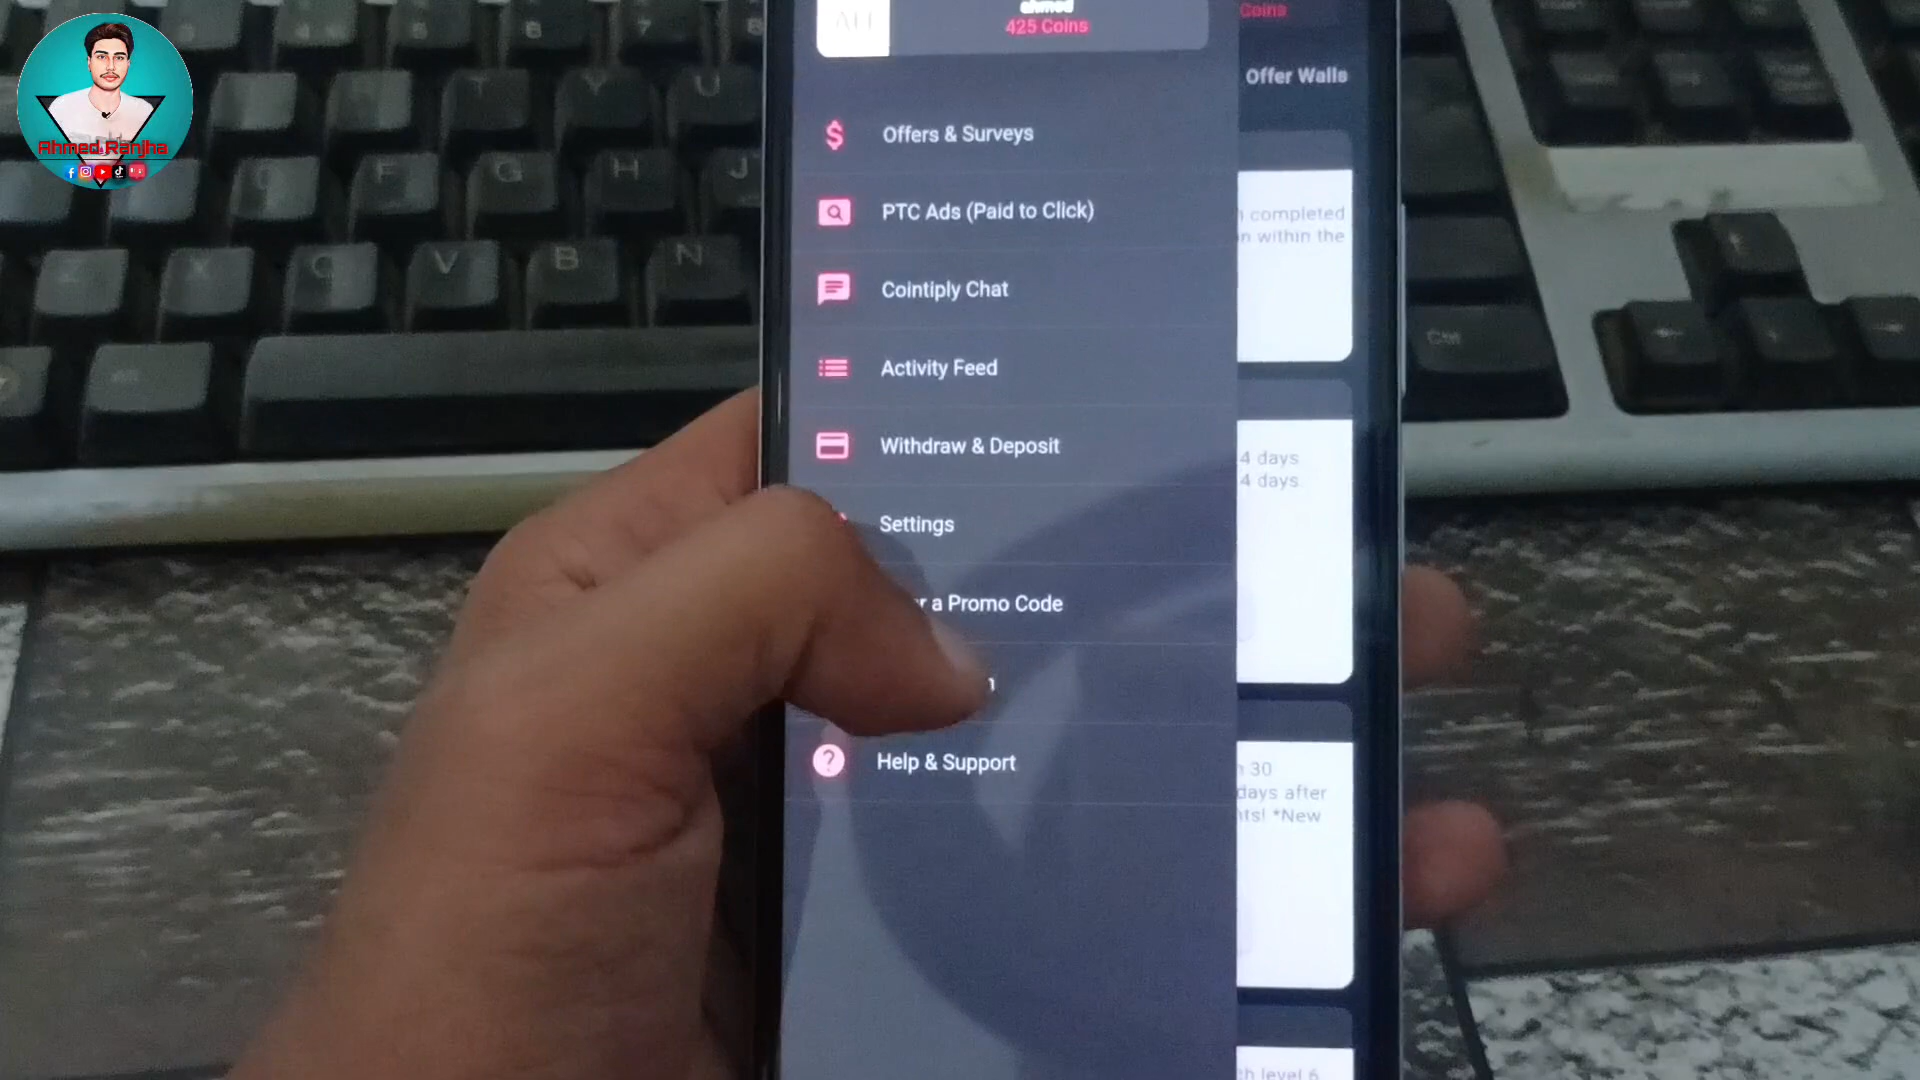 Ahmed Ranjha
ahmed
425 Coins
Coins
Offer Walls
Offers & Surveys
PTC Ads (Paid to Click)
Cointiply Chat
Activity Feed
Withdraw & Deposit
Settings
a Promo Code
Help & Support
completed
within the
4 days
4 days
30
days after
*New
level 6
T
Y
U
F
G
H
J
Z
X
C
V
B
N
Ctrl